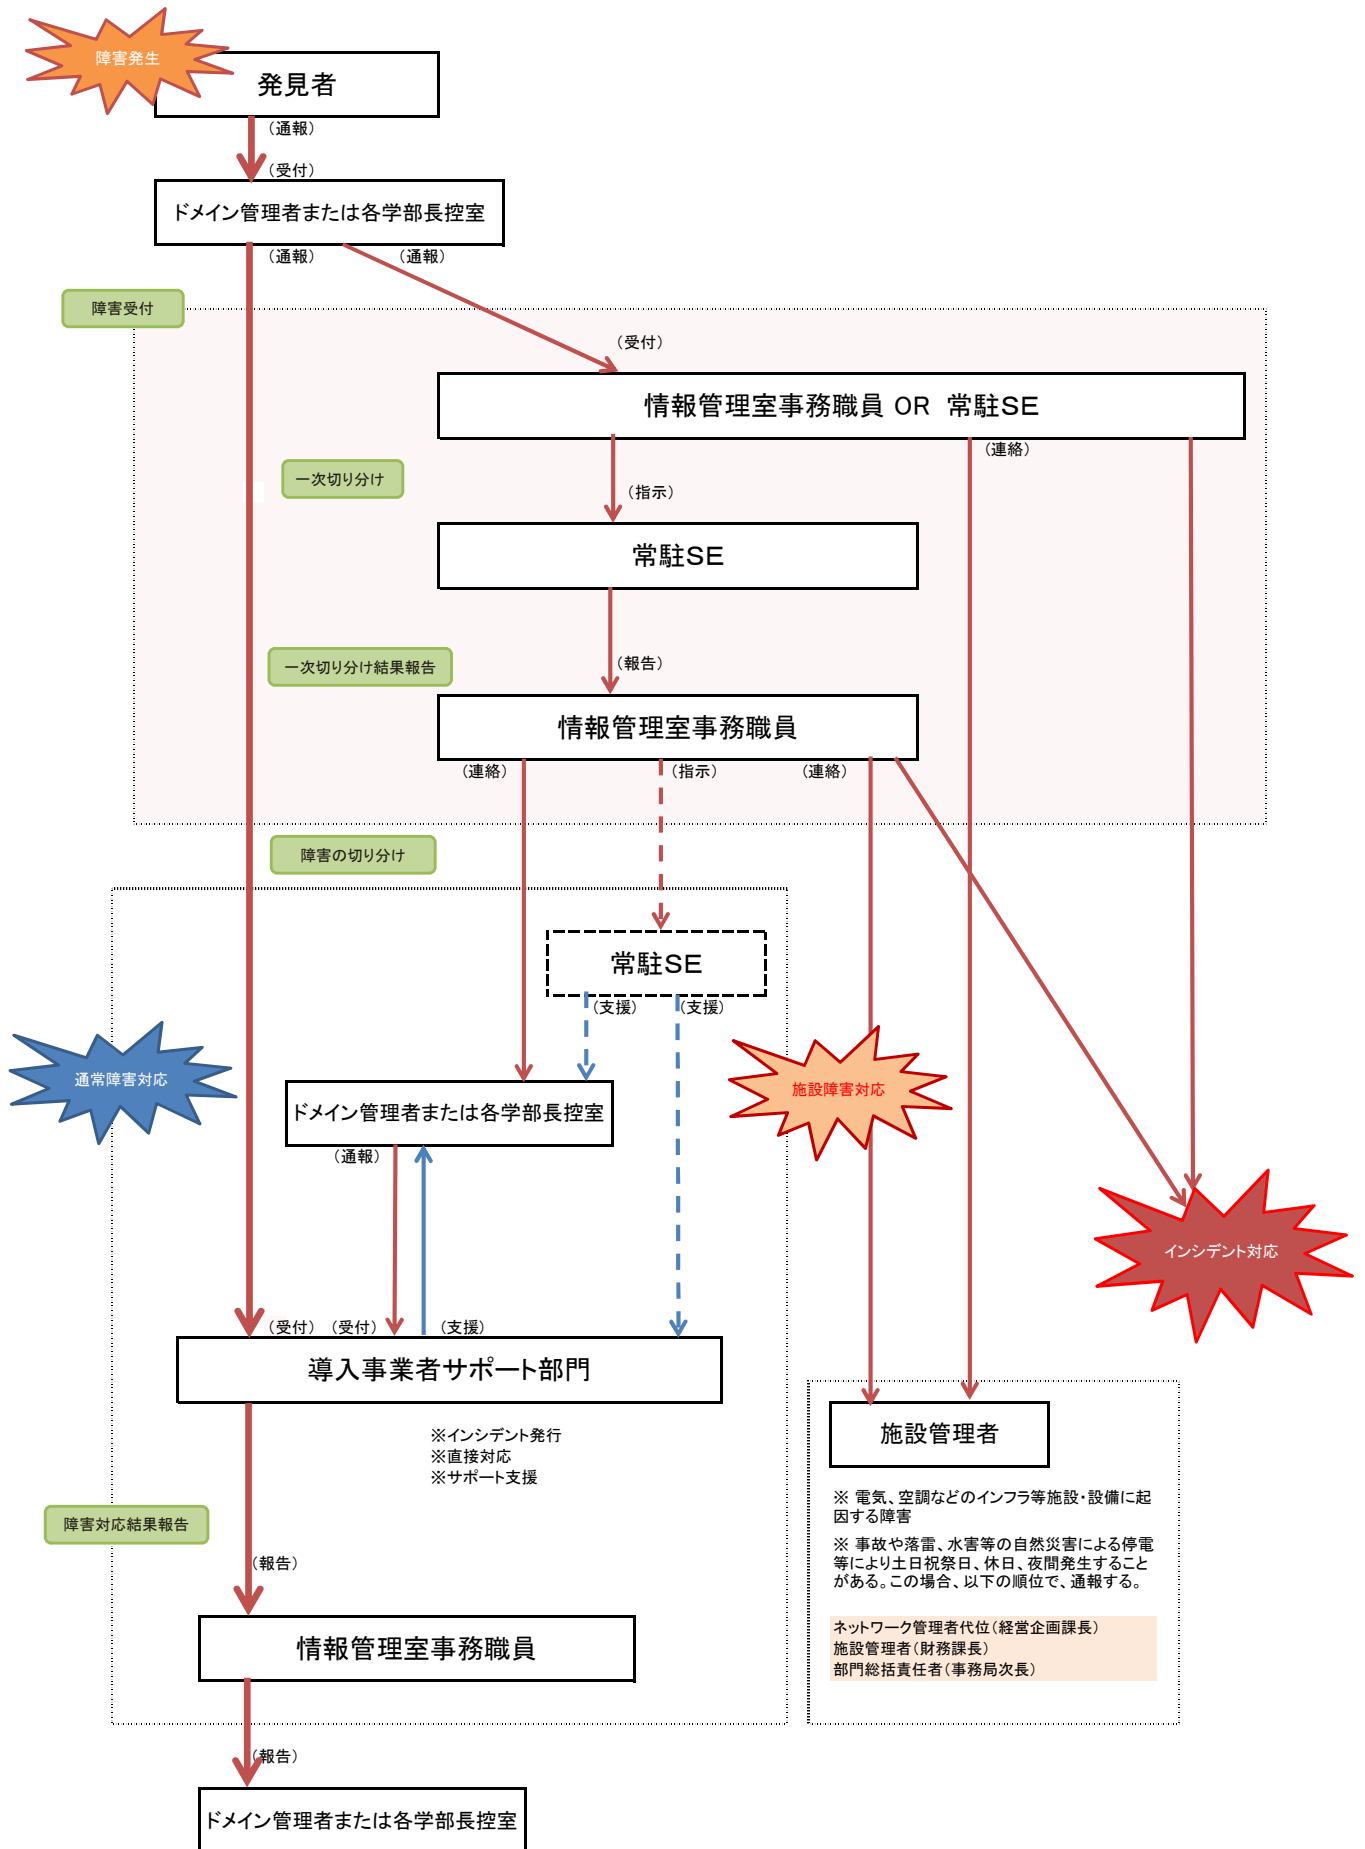 障害発生
発見者
（通報）
（受付）
ドメイン管理者または各学部長控室
（通報）
（通報）
障害受付
（受付）
情報管理室事務職員 OR 常駐SE
（連絡）
一次切り分け
（指示）
常駐SE
（報告）
一次切り分け結果報告
情報管理室事務職員
（連絡）
（指示）
（連絡）
障害の切り分け
常駐SE
（支援）
（支援）
通常障害対応
施設障害対応
ドメイン管理者または各学部長控室
（通報）
インシデント対応
（受付）
（受付）
（支援）
導入事業者サポート部門
※インシデント発行
※直接対応
※サポート支援
施設管理者
※ 電気、空調などのインフラ等施設・設備に起
因する障害
※ 事故や落雷、水害等の自然災害による停電
等により土日祝祭日、休日、夜間発生すること
がある。この場合、以下の順位で、通報する。
ネットワーク管理者代位（経営企画課長）
施設管理者（財務課長）
部門総括責任者（事務局次長）
障害対応結果報告
（報告）
情報管理室事務職員
（報告）
ドメイン管理者または各学部長控室